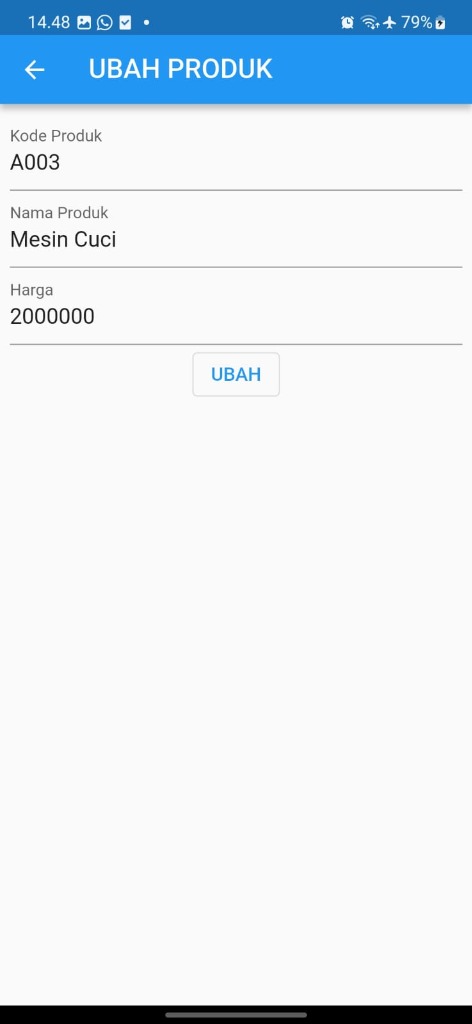 14.48
79%
UBAH PRODUK
Kode Produk
A003
Nama Produk
Mesin Cuci
Harga
2000000
UBAH